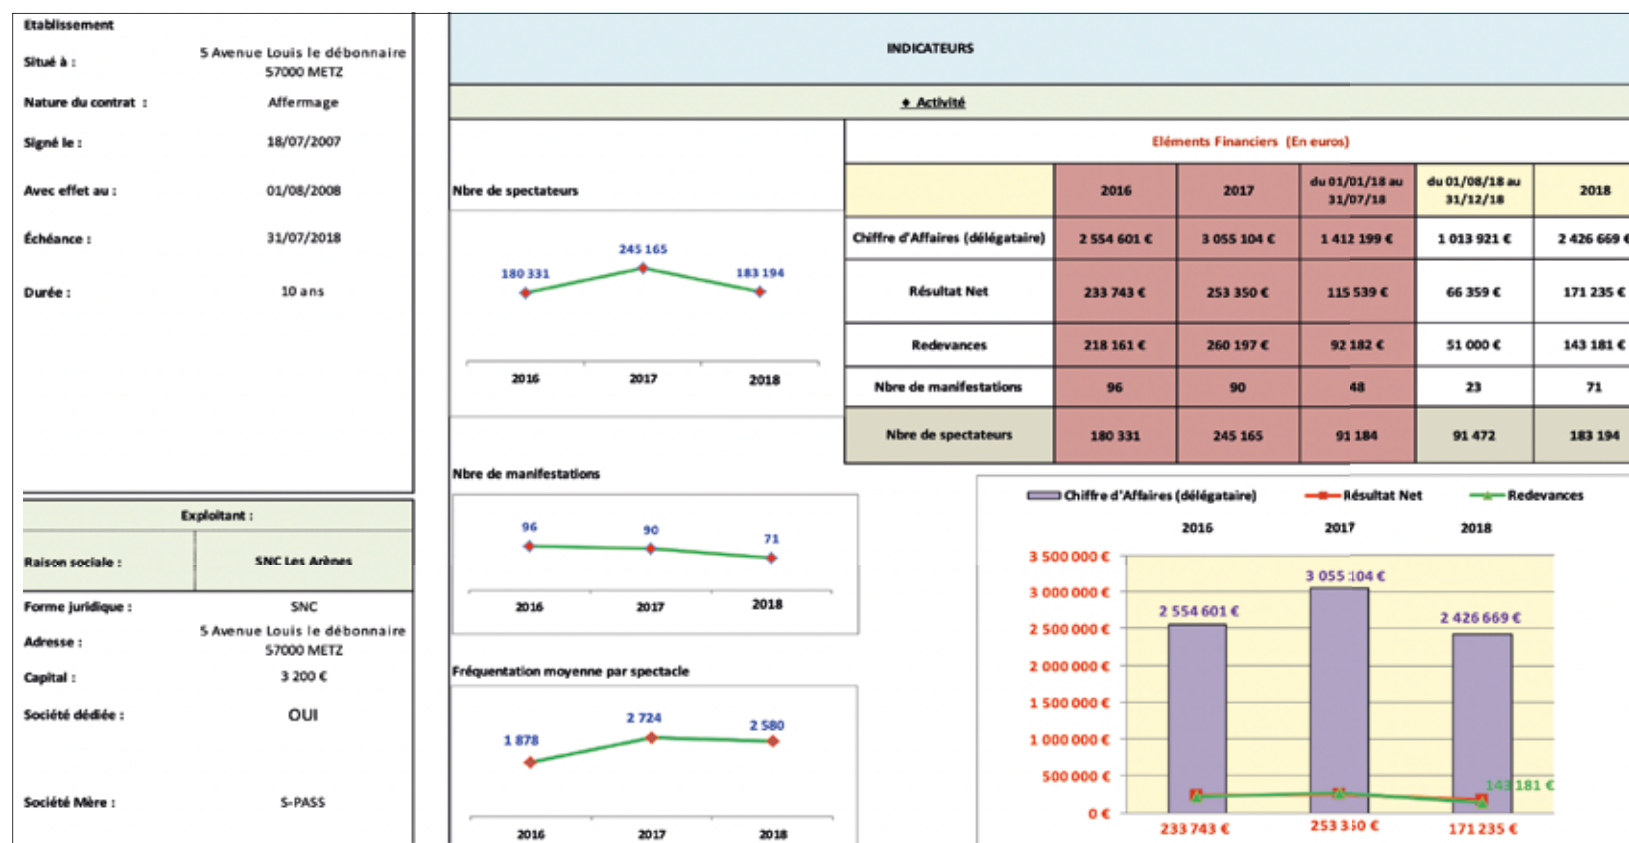 Etablissement
Situé à :
5 Avenue Louis le débonnaire
57000 METZ
Nature du contrat :
Affermage
Signé le :
18/07/2007
Avec effet au :
01/08/2008
Échéance :
31/07/2018
Durée :
10 ans
Exploitant :
Raison sociale :
SNC Les Arènes
Forme juridique :
SNC
Adresse :
5 Avenue Louis le débonnaire
57000 METZ
Capital :
3 200 €
Société dédiée :
OUI
Société Mère :
S-PASS
INDICATEURS
♦ Activité
Nbre de spectateurs
180 331
245 165
183 194
2016
2017
2018
Nbre de manifestations
96
90
71
2016
2017
2018
Fréquentation moyenne par spectacle
1 878
2 724
2 580
2016
2017
2018
Eléments Financiers (En euros)
2016 2017 du 01/01/18 au 31/07/18 du 01/08/18 au 31/12/18 2018
Chiffre d'Affaires (délégataire) 2 554 601 € 3 055 104 € 1 412 199 € 1 013 921 € 2 426 669 €
Résultat Net 233 743 € 253 350 € 115 539 € 66 359 € 171 235 €
Redevances 218 161 € 260 197 € 92 182 € 51 000 € 143 181 €
Nbre de manifestations 96 90 48 23 71
Nbre de spectateurs 180 331 245 165 91 184 91 472 183 194
Chiffre d'Affaires (délégataire) Résultat Net Redevances
2016 2017 2018
3 500 000 €
3 000 000 €
2 500 000 €
2 000 000 €
1 500 000 €
1 000 000 €
500 000 €
0 €
2 554 601 €
3 055 104 €
2 426 669 €
143 181 €
233 743 €
253 350 €
171 235 €